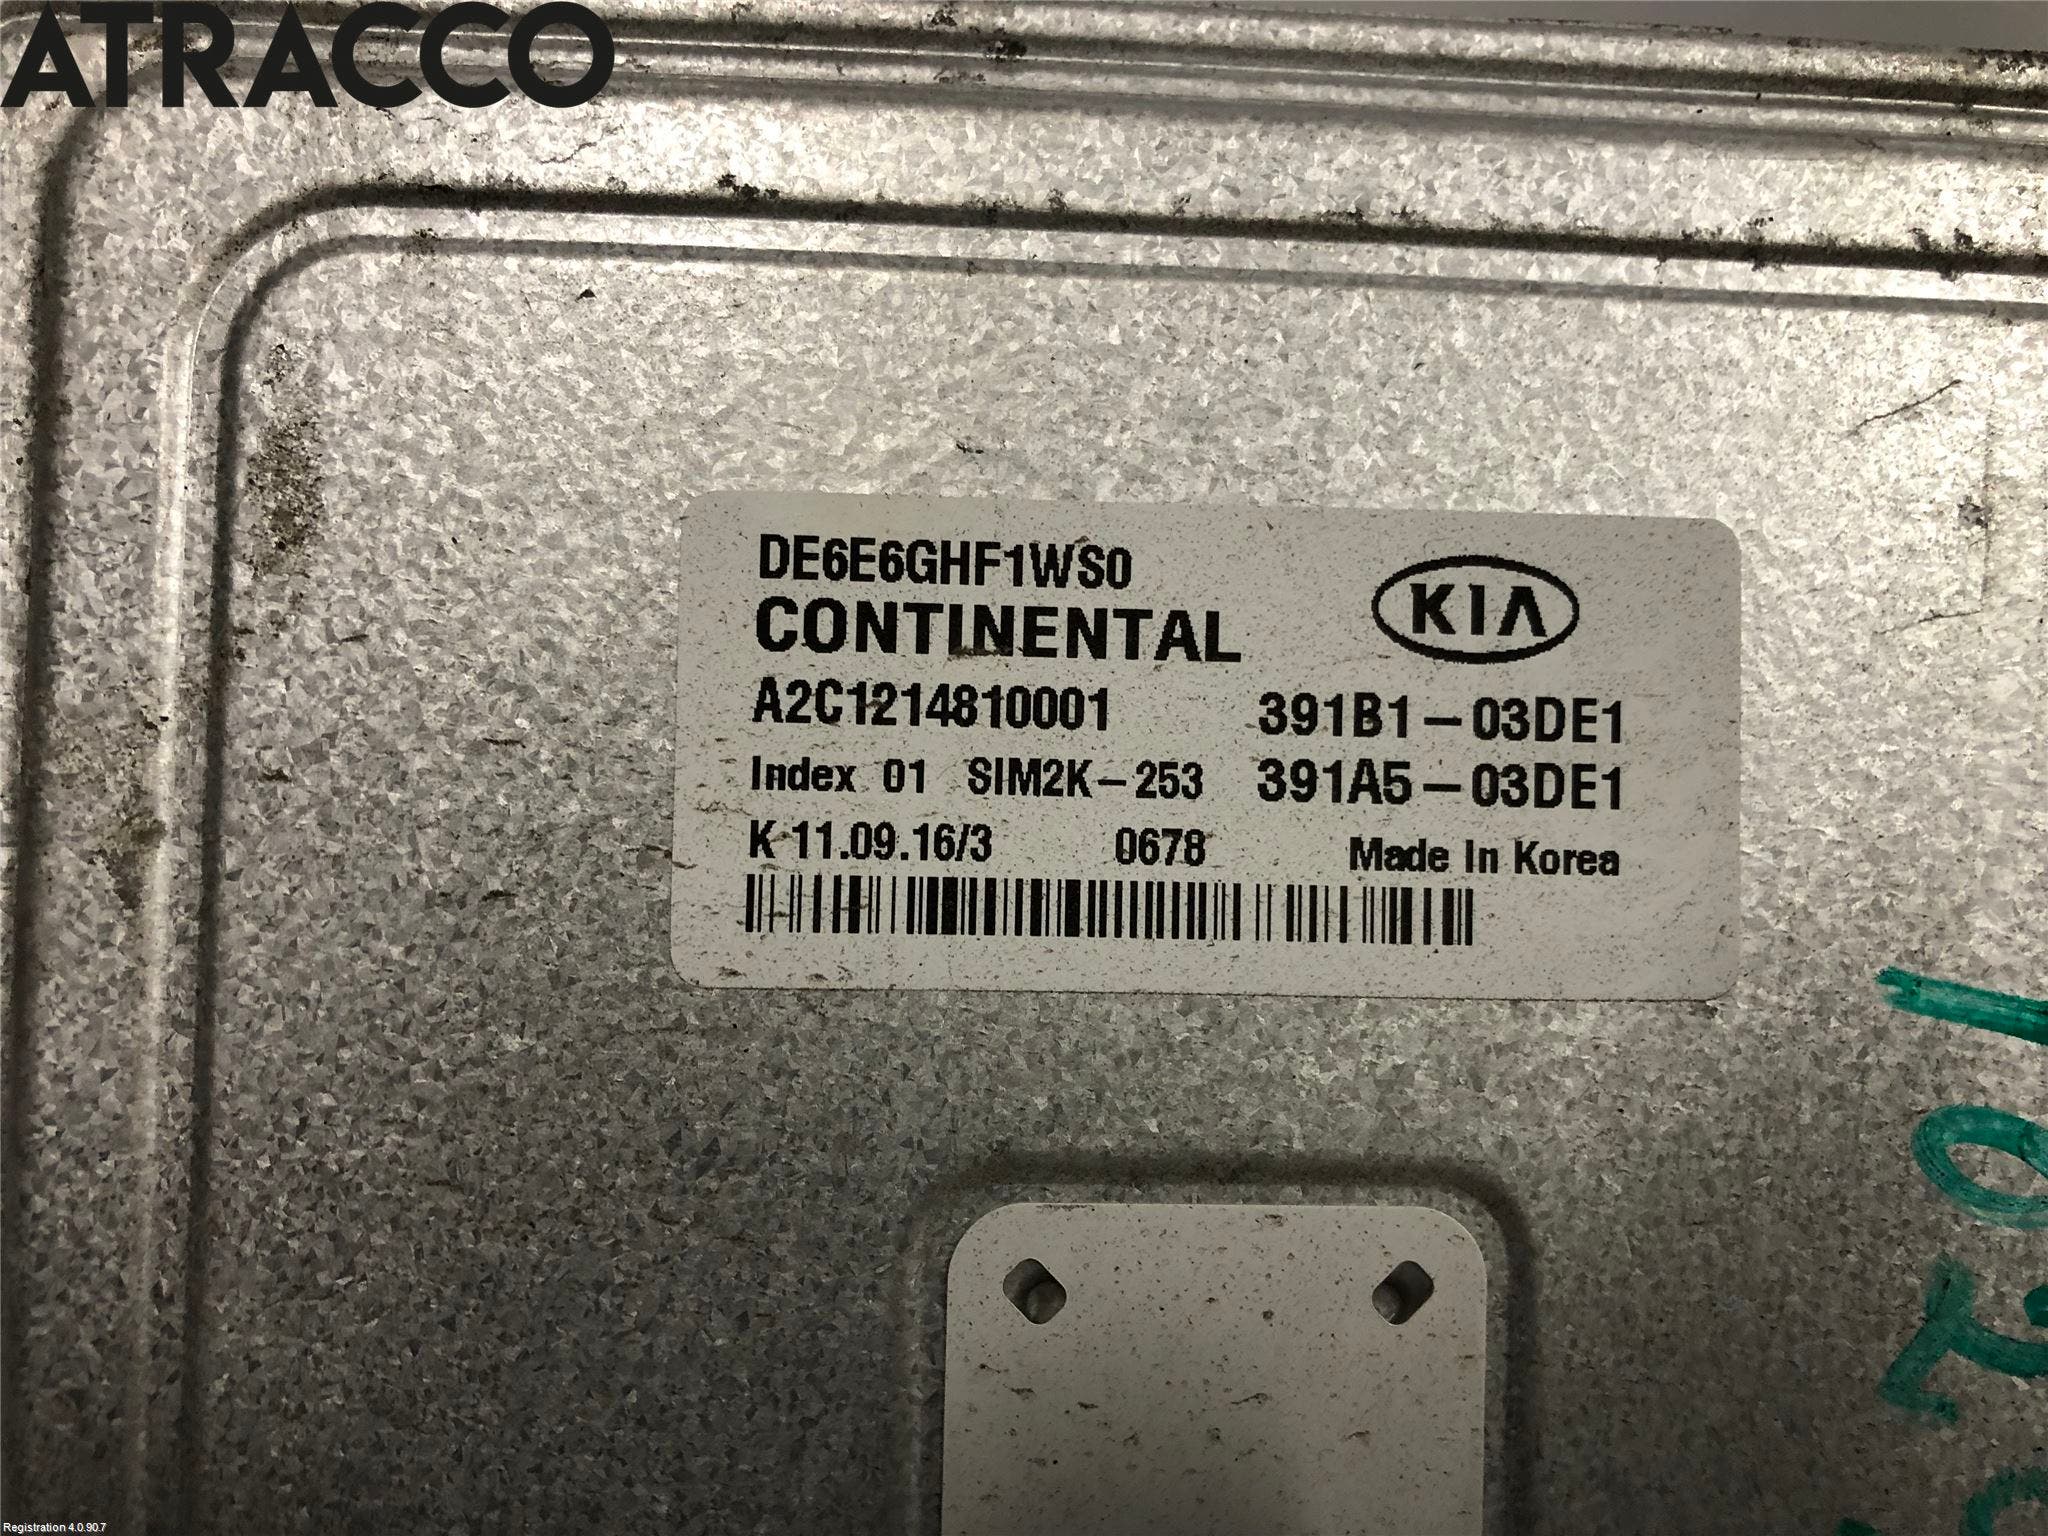 ATRACCO
DE6E6GHF1WS0
KIA
CONTINENTAL
A2C1214810001 391B1-03DE1
Index 01 SIM2K-253 391A5-03DE1
K 11.09.16/3 0678 Made In Korea
Registration 4.0.90.7